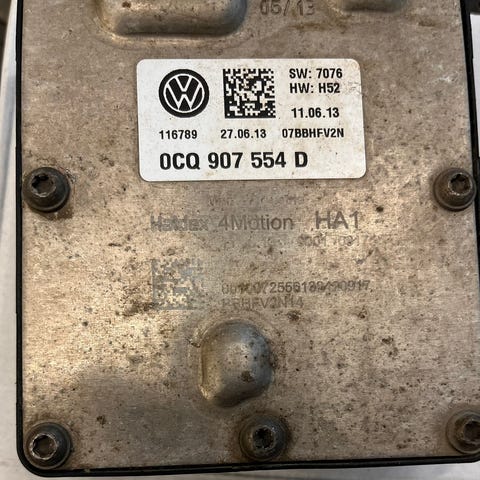 05/13
SW: 7076
HW: H52
11.06.13
116789 27.06.13 07BBHFV2N
0CQ 907 554 D
Haldex 4Motion HA1